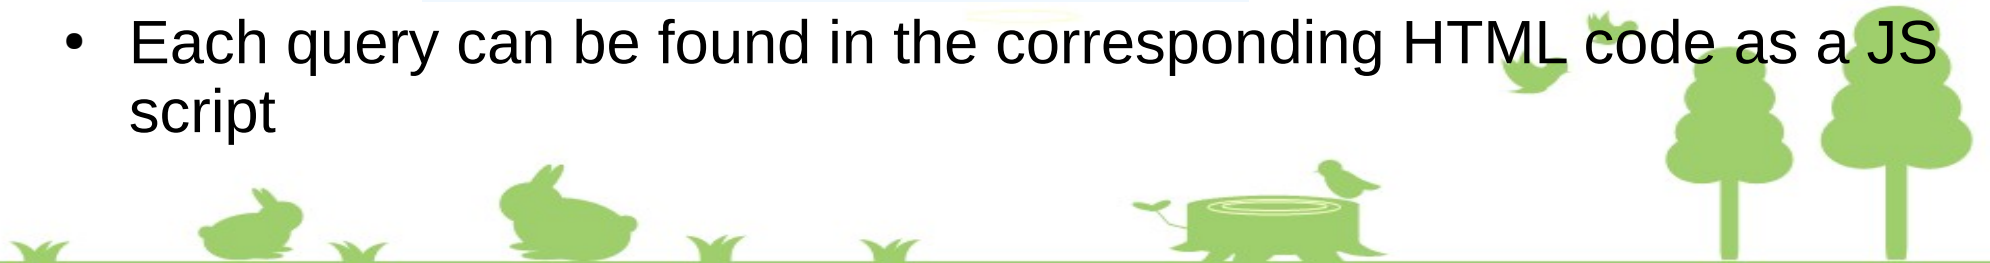 • Each query can be found in the corresponding HTML code as a JS
script